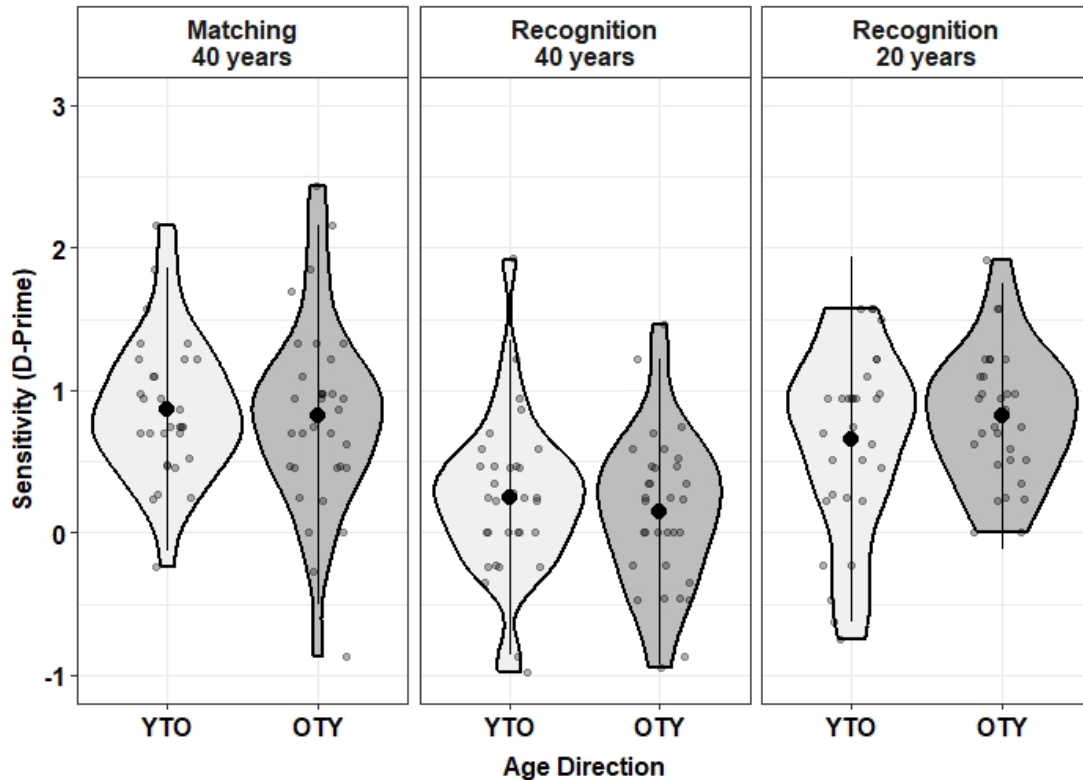 Matching
40 years
Recognition
40 years
Recognition
20 years
Sensitivity (D-Prime)
3
2
1
0
-1
YTO
OTY
YTO
OTY
YTO
OTY
Age Direction